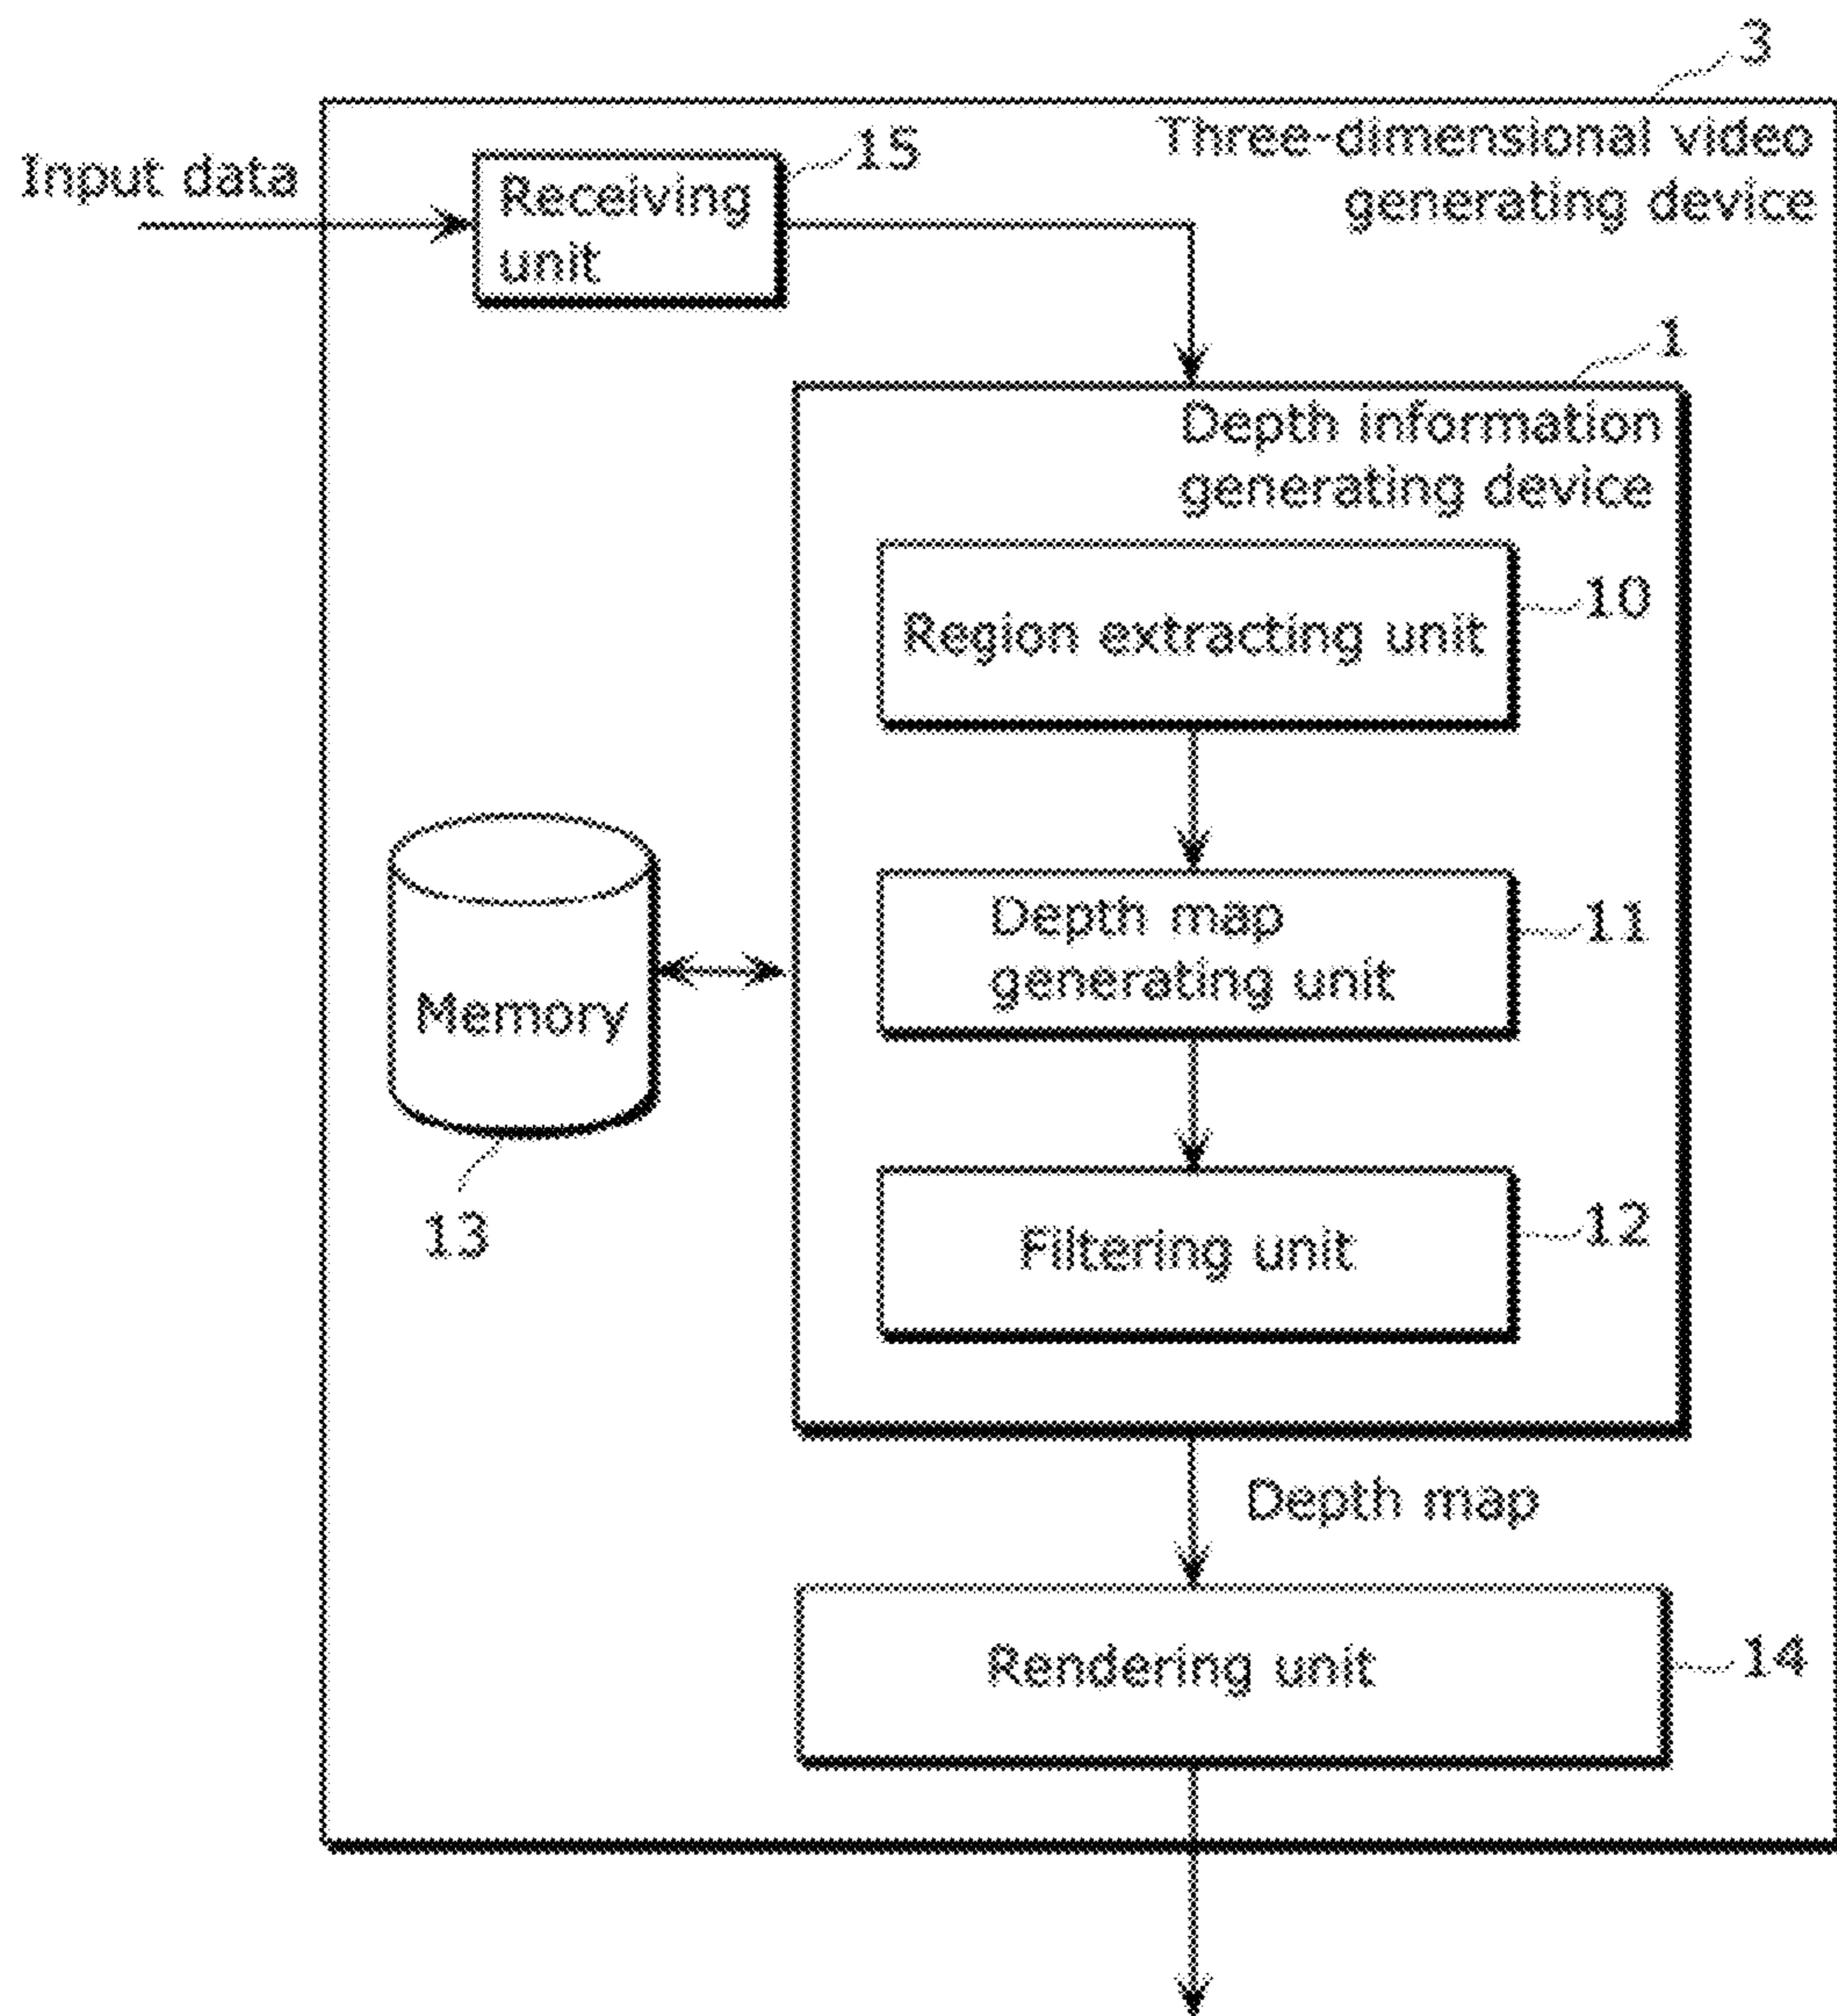 3
Three-dimensional video
generating device
Input data
15
Receiving
unit
1
Depth information
generating device
10
Region extracting unit
11
Depth map
generating unit
Memory
13
12
Filtering unit
Depth map
Rendering unit
14